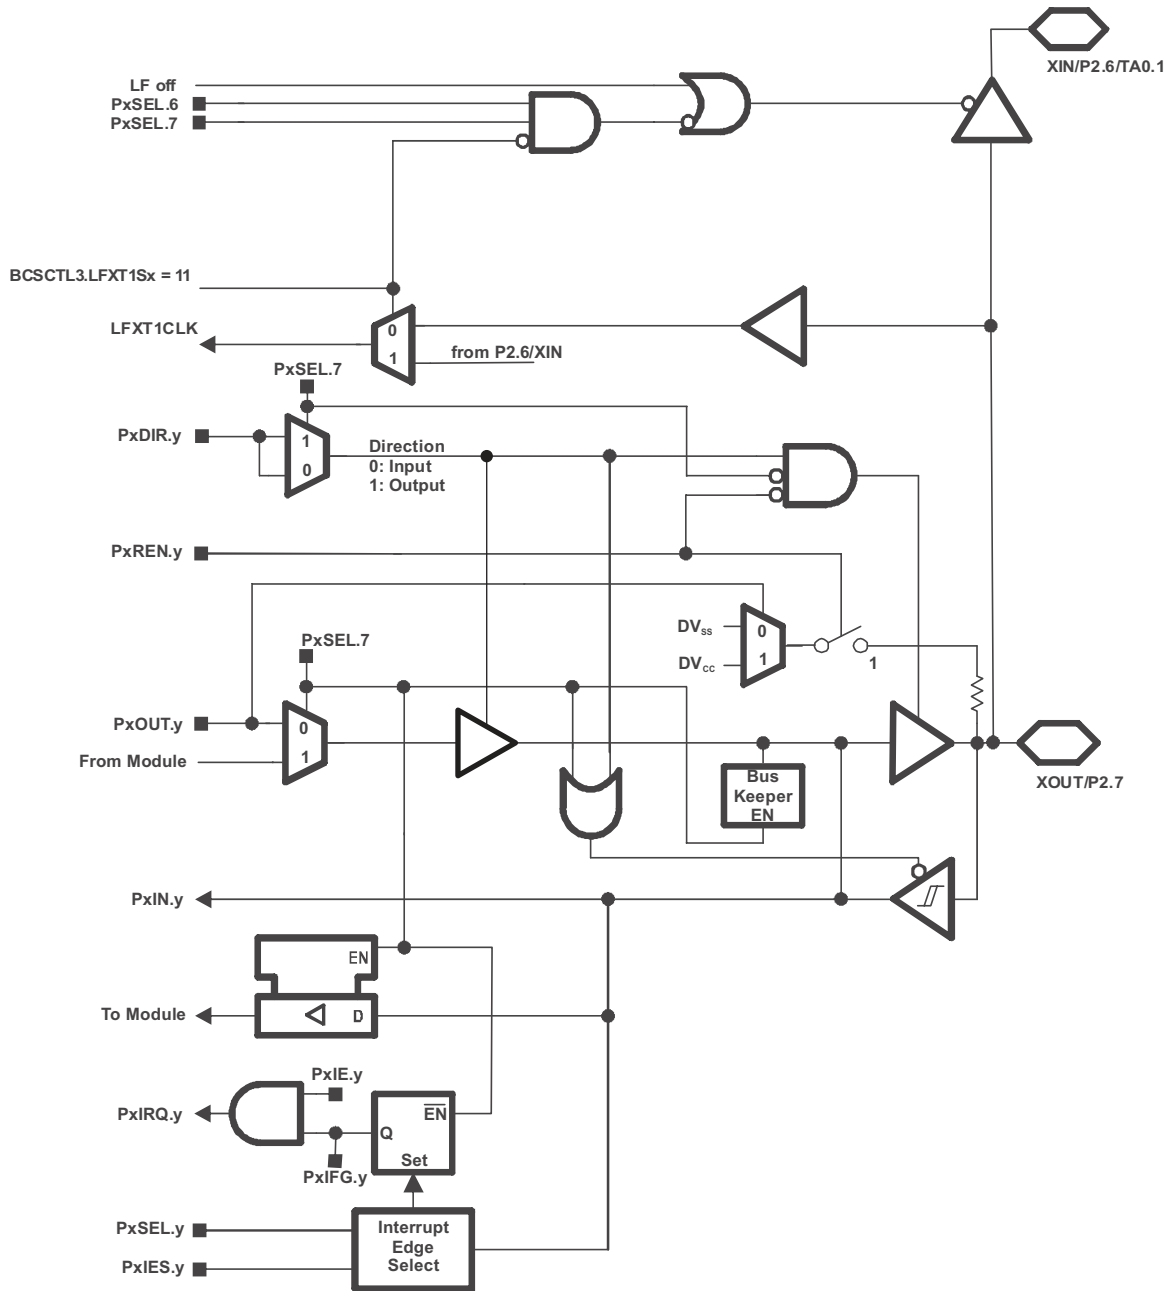 XIN/P2.6/TA0.1
LF off
PxSEL.6
PxSEL.7
BCSCTL3.LFXT1Sx = 11
LFXT1CLK
0
1
from P2.6/XIN
PxSEL.7
PxDIR.y
1
0
Direction
0: Input
1: Output
PxREN.y
DVSS
0
DVCC
1
1
PxSEL.7
PxOUT.y
0
From Module
1
Bus
Keeper
EN
XOUT/P2.7
PxIN.y
EN
To Module
D
PxIE.y
PxIRQ.y
EN
Q
Set
PxIFG.y
PxSEL.y
PxIES.y
Interrupt
Edge
Select